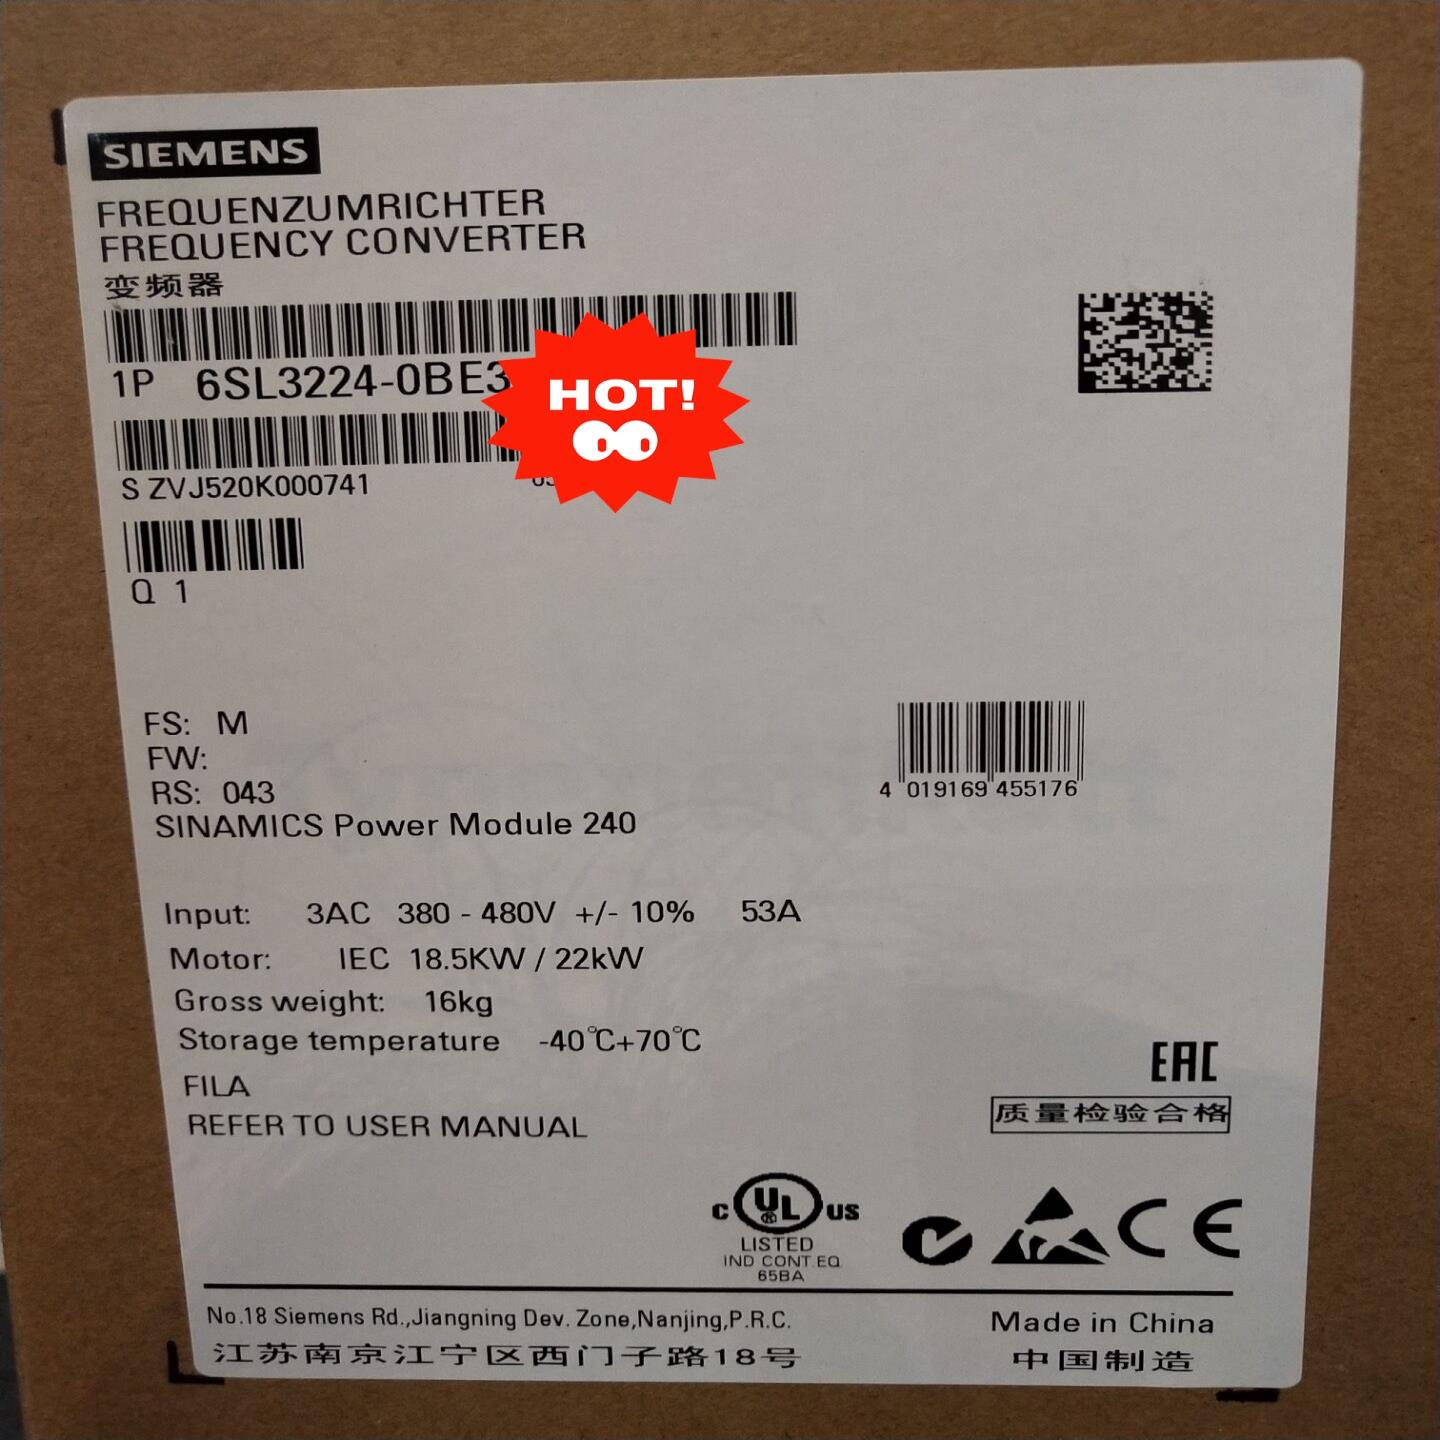 SIEMENS
FREQUENZUMRICHTER
FREQUENCY CONVERTER
变频器
1P 6SL3224-0BE3
HOT!
S ZVJ520K000741
Q 1
FS: M
FW:
RS: 043
4 019169 455176
SINAMICS Power Module 240
Input: 3AC 380 - 480V +/- 10% 53A
Motor: IEC 18.5KW / 22kW
Gross weight: 16kg
Storage temperature -40℃+70℃
FILA
REFER TO USER MANUAL
EAC
质量检验合格
C UL ® US
LISTED
IND CONT.EQ
65BA
CE
No.18 Siemens Rd.,Jiangning Dev. Zone,Nanjing,P.R.C.
Made in China
江苏南京江宁区西门子路18号
中国制造